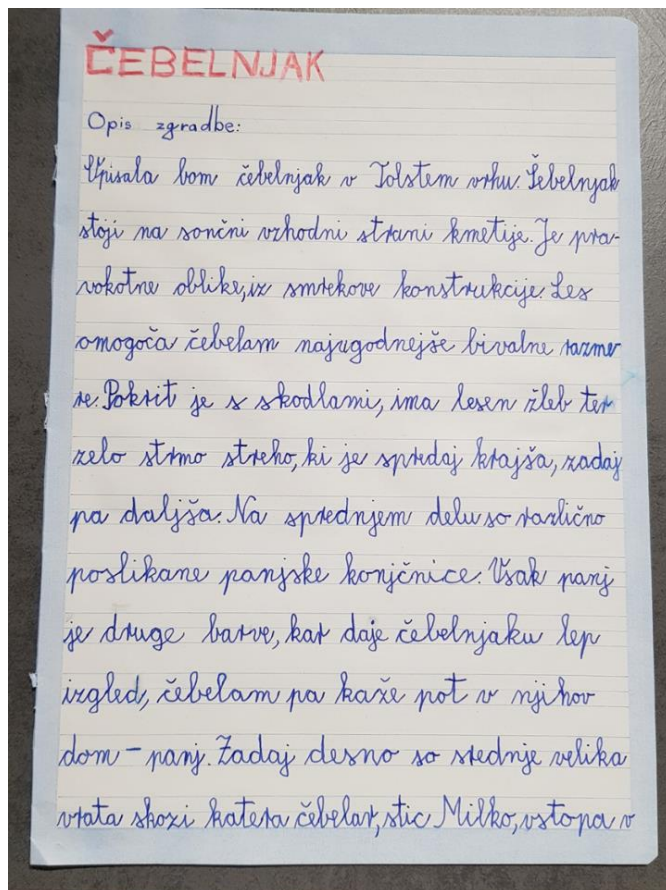 ČEBELNJAK
Opis zgradbe:
Opisala bom čebelnjak v Tolstem vrhu. Čebelnjak
stoji na sončni vzhodni strani kmetije. Je pra-
vokotne oblike, iz smrekove konstrukcije. Les
omogoča čebelam najugodnejše bivalne razme
re. Pokrit je s skodlami, ima lesen žleb ter
zelo strmo streho, ki je spredaj krajša, zadaj
pa daljša. Na sprednjem delu so različno
poslikane panjske konjčnice. Vsak panj
je druge barve, kar daje čebelnjaku lep
izgled, čebelam pa kaže pot v njihov
dom - panj. Zadaj desno so srednje velika
vrata skozi katera čebelar, stic Milko, vstopa v